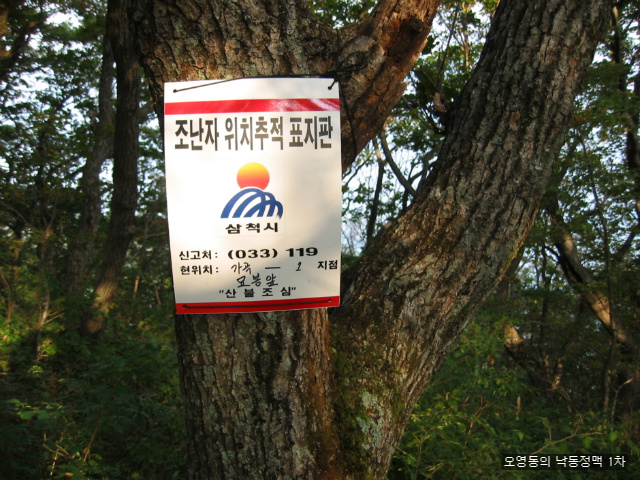 조난자 위치추적 표지판
삼척시
신고처: (033) 119
현위치: 가곡 - 1 지점
"산불조심"
오영동의 낙동정맥 1차